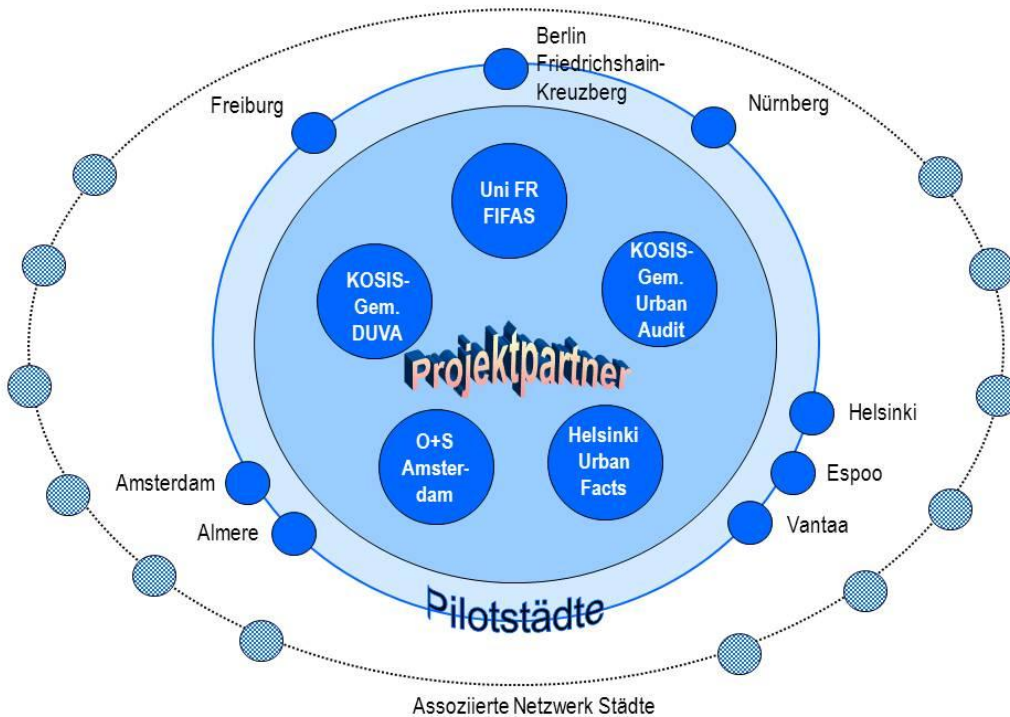 Berlin
Friedrichshain-
Kreuzberg
Freiburg
Nürnberg
Uni FR
FIFAS
KOSIS-
Gem.
DUVA
KOSIS-
Gem.
Urban
Audit
Projektpartner
O+S
Amster-
dam
Helsinki
Urban
Facts
Helsinki
Espoo
Vantaa
Amsterdam
Almere
Pilotstädte
Assoziierte Netzwerk Städte